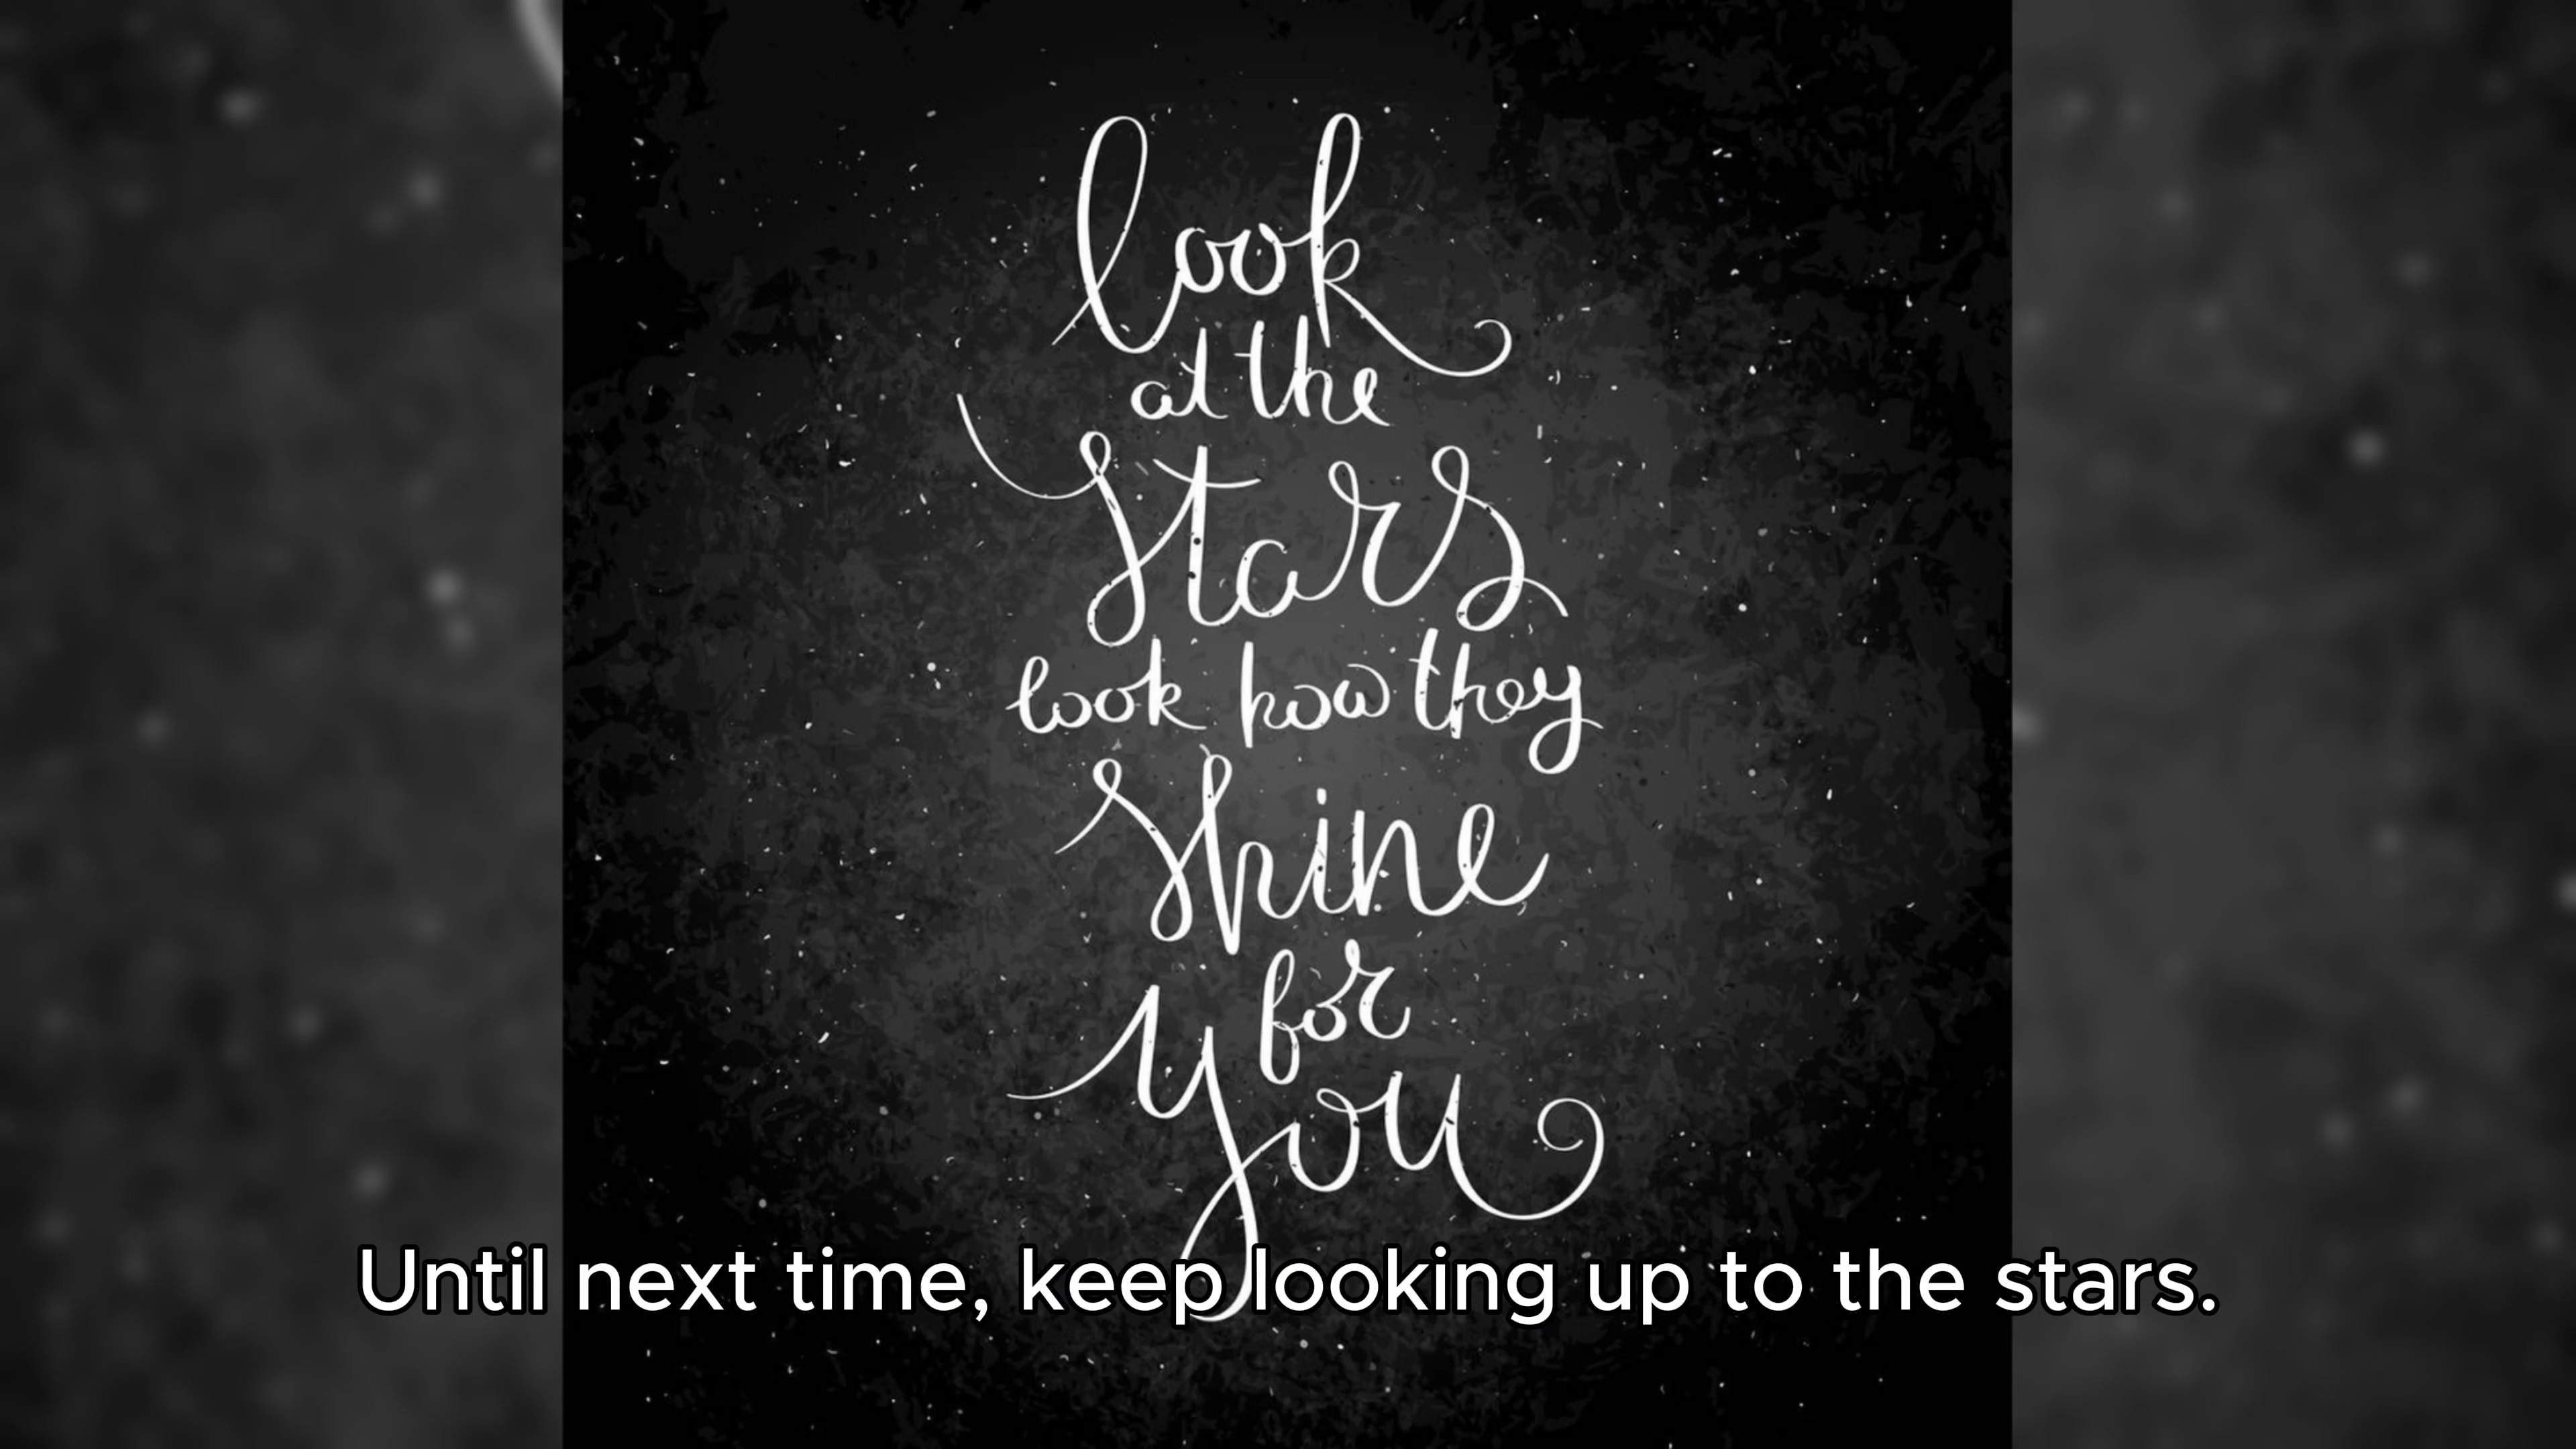 look
at the
stars
look how they
shine
for
you
Until next time, keep looking up to the stars.